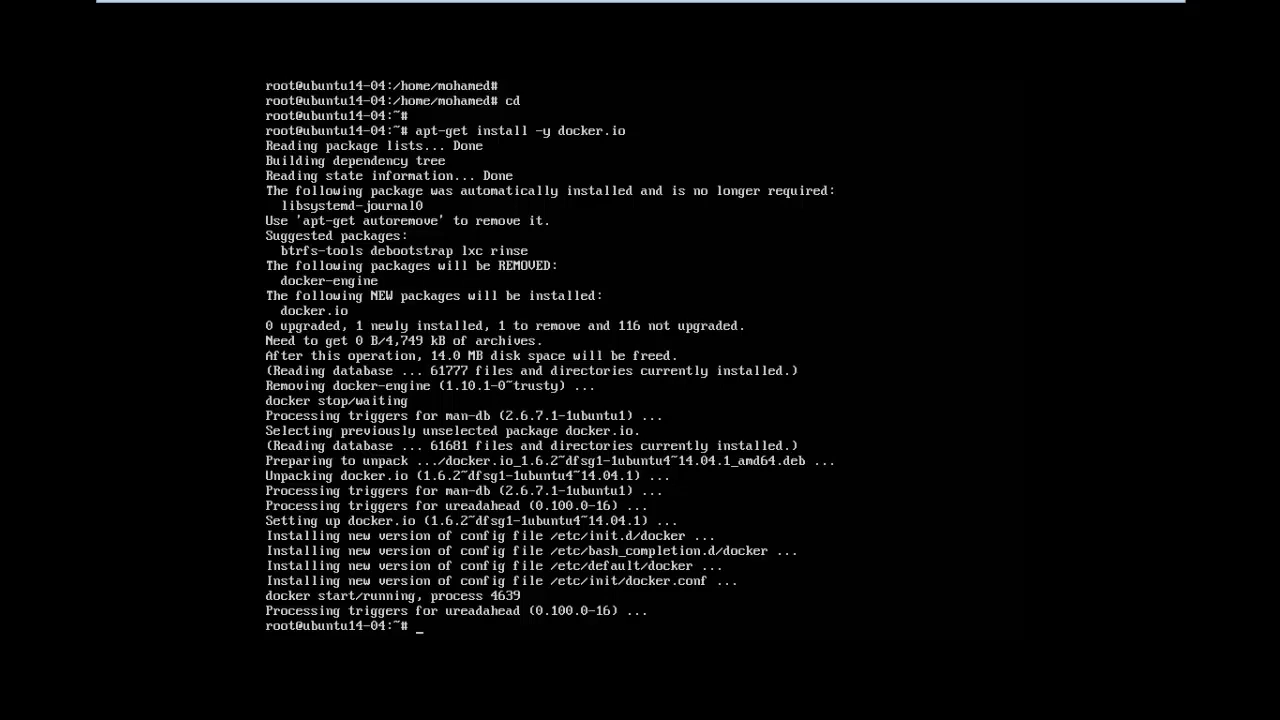 root@ubuntu14-04:/home/mohamed#
root@ubuntu14-04:/home/mohamed# cd
root@ubuntu14-04:~#
root@ubuntu14-04:~# apt-get install -y docker.io
Reading package lists... Done
Building dependency tree
Reading state information... Done
The following package was automatically installed and is no longer required:
  libsystemd-journal0
Use 'apt-get autoremove' to remove it.
Suggested packages:
  btrfs-tools debootstrap lxc rinse
The following packages will be REMOVED:
  docker-engine
The following NEW packages will be installed:
  docker.io
0 upgraded, 1 newly installed, 1 to remove and 116 not upgraded.
Need to get 0 B/4,749 kB of archives.
After this operation, 14.0 MB disk space will be freed.
(Reading database ... 61777 files and directories currently installed.)
Removing docker-engine (1.10.1-0~trusty) ...
docker stop/waiting
Processing triggers for man-db (2.6.7.1-1ubuntu1) ...
Selecting previously unselected package docker.io.
(Reading database ... 61681 files and directories currently installed.)
Preparing to unpack .../docker.io_1.6.2~dfsg1-1ubuntu4~14.04.1_amd64.deb ...
Unpacking docker.io (1.6.2~dfsg1-1ubuntu4~14.04.1) ...
Processing triggers for man-db (2.6.7.1-1ubuntu1) ...
Processing triggers for ureadahead (0.100.0-16) ...
Setting up docker.io (1.6.2~dfsg1-1ubuntu4~14.04.1) ...
Installing new version of config file /etc/init.d/docker ...
Installing new version of config file /etc/bash_completion.d/docker ...
Installing new version of config file /etc/default/docker ...
Installing new version of config file /etc/init/docker.conf ...
docker start/running, process 4639
Processing triggers for ureadahead (0.100.0-16) ...
root@ubuntu14-04:~# _